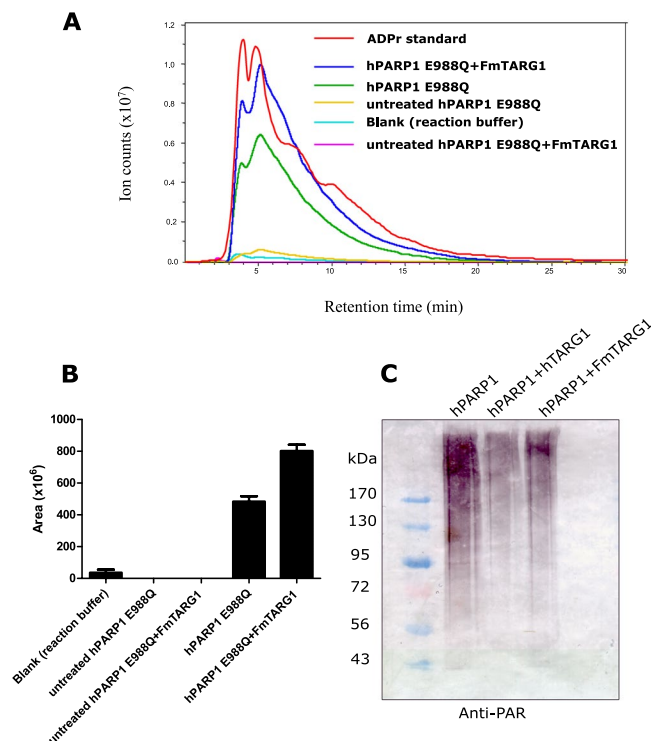 A
ADPr standard
hPARP1 E988Q+FmTARG1
hPARP1 E988Q
untreated hPARP1 E988Q
Blank (reaction buffer)
untreated hPARP1 E988Q+FmTARG1
Ion counts (x10⁷)
1.2
1.0
0.8
0.6
0.4
0.2
0.0
5 10 15 20 25 30
Retention time (min)
B
Area (x10⁶)
1000
800
600
400
200
0
Blank (reaction buffer)
untreated hPARP1 E988Q
untreated hPARP1 E988Q+FmTARG1
hPARP1 E988Q
hPARP1 E988Q+FmTARG1
C
hPARP1
hPARP1+hTARG1
hPARP1+FmTARG1
kDa
170
130
95
72
56
43
Anti-PAR